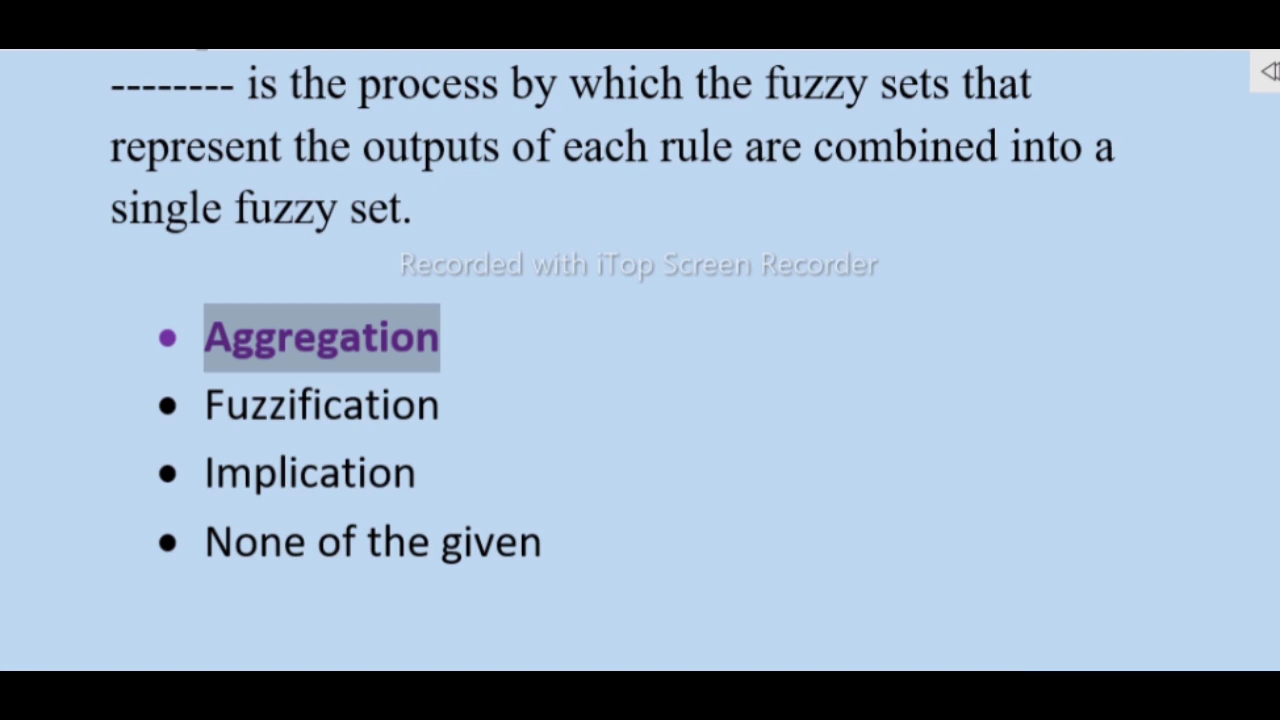 -------- is the process by which the fuzzy sets that
represent the outputs of each rule are combined into a
single fuzzy set.
Recorded with iTop Screen Recorder
• Aggregation
• Fuzzification
• Implication
• None of the given